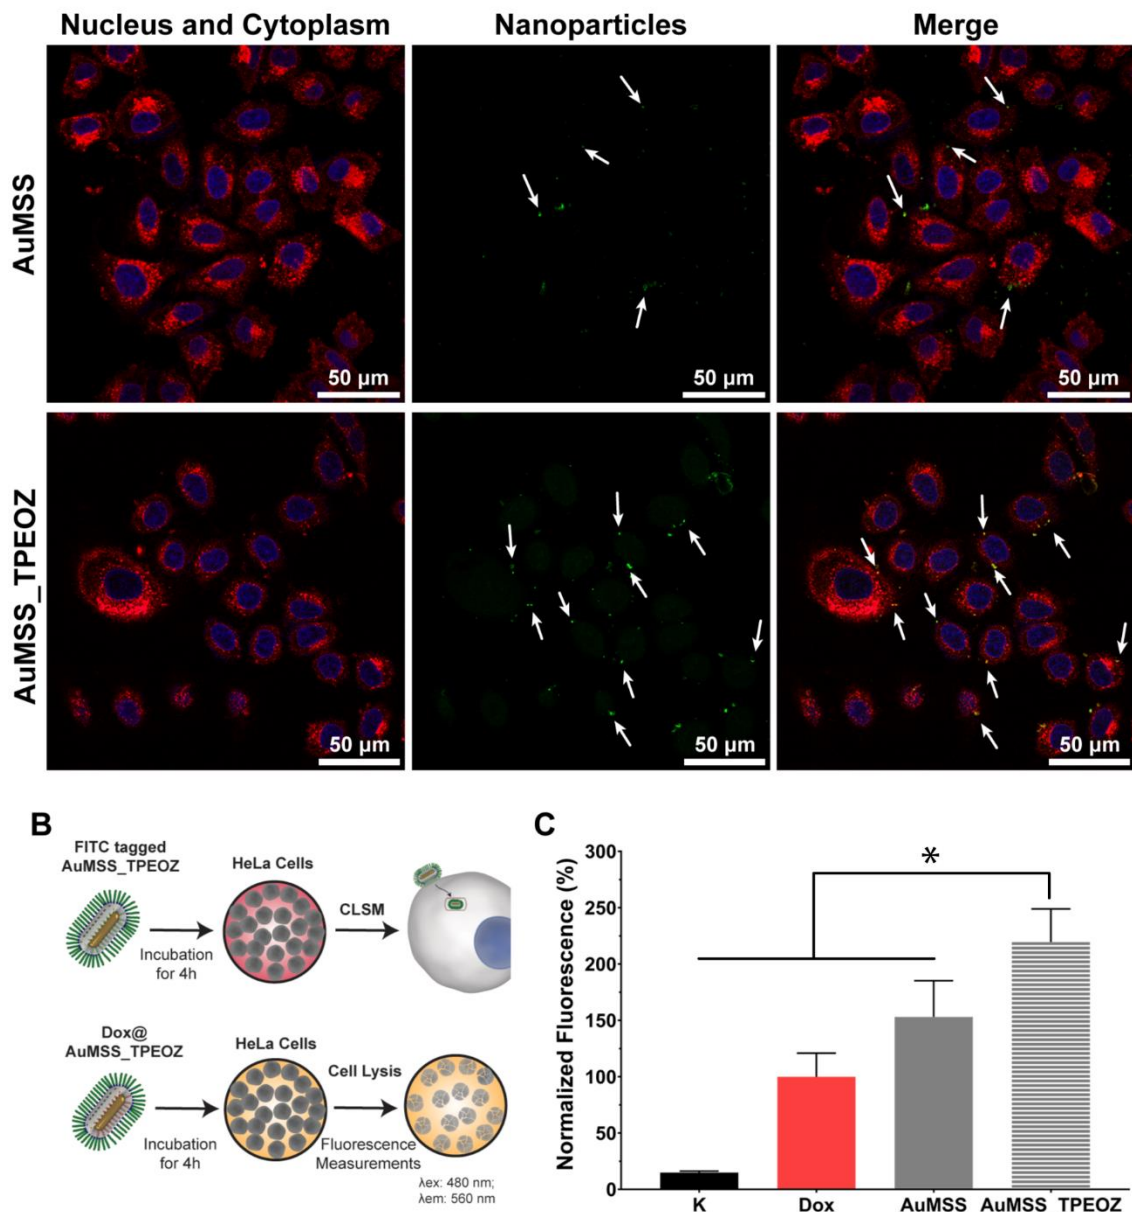 Nucleus and Cytoplasm
Nanoparticles
Merge
AuMSS
50 µm
50 µm
50 µm
AuMSS_TPEOZ
50 µm
50 µm
50 µm
B
FITC tagged
AuMSS_TPEOZ
Incubation
for 4h
HeLa Cells
CLSM
Dox@
AuMSS_TPEOZ
Incubation
for 4h
HeLa Cells
Cell Lysis
Fluorescence
Measurements
λex: 480 nm;
λem: 560 nm
C
Normalized Fluorescence (%)
300
250
200
150
100
50
0
*
K
Dox
AuMSS
AuMSS_TPEOZ